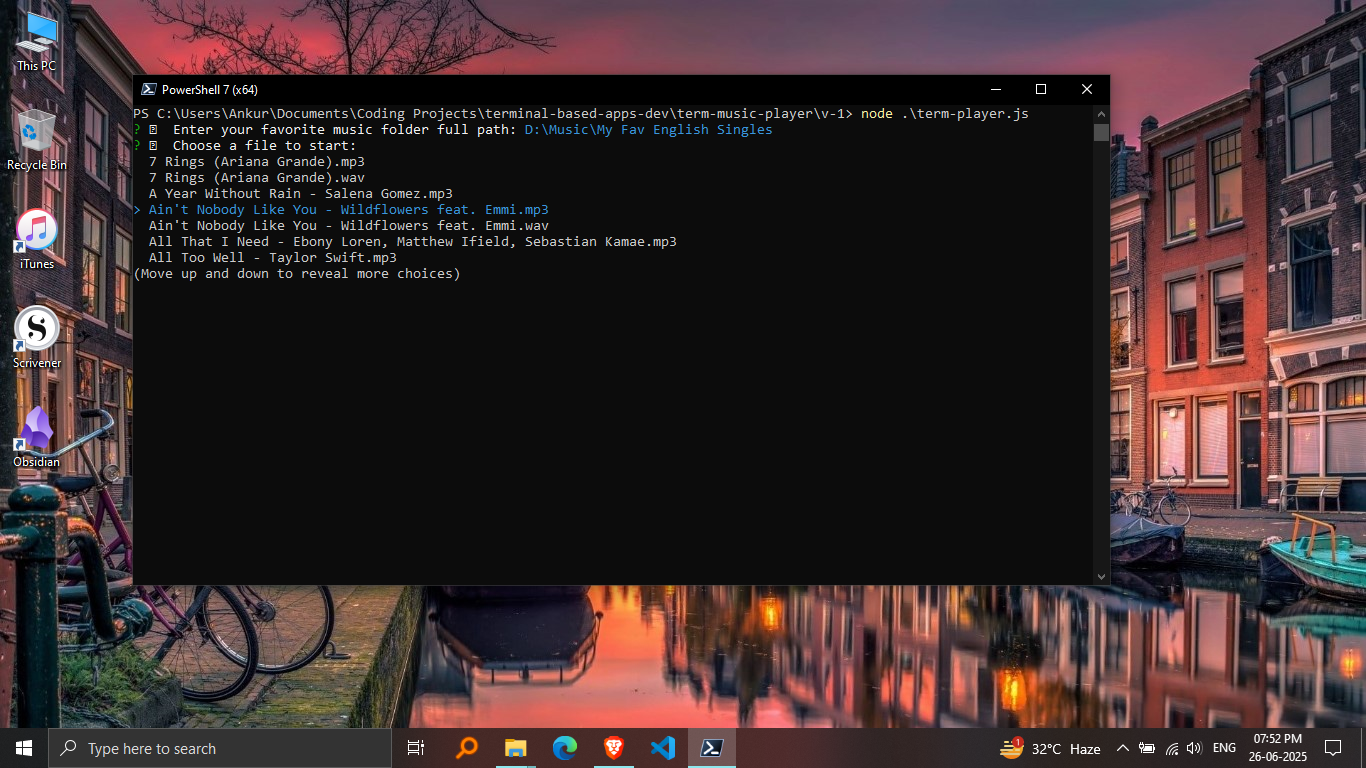 This PC
Recycle Bin
iTunes
Scrivener
Obsidian
PowerShell 7 (x64)
PS C:\Users\Ankur\Documents\Coding Projects\terminal-based-apps-dev\term-music-player\v-1> node .\term-player.js
? Enter your favorite music folder full path: D:\Music\My Fav English Singles
? Choose a file to start:
7 Rings (Ariana Grande).mp3
7 Rings (Ariana Grande).wav
A Year Without Rain - Salena Gomez.mp3
> Ain't Nobody Like You - Wildflowers feat. Emmi.mp3
Ain't Nobody Like You - Wildflowers feat. Emmi.wav
All That I Need - Ebony Loren, Matthew Ifield, Sebastian Kamae.mp3
All Too Well - Taylor Swift.mp3
(Move up and down to reveal more choices)
Type here to search
1
32°C Haze
ENG
07:52 PM
26-06-2025